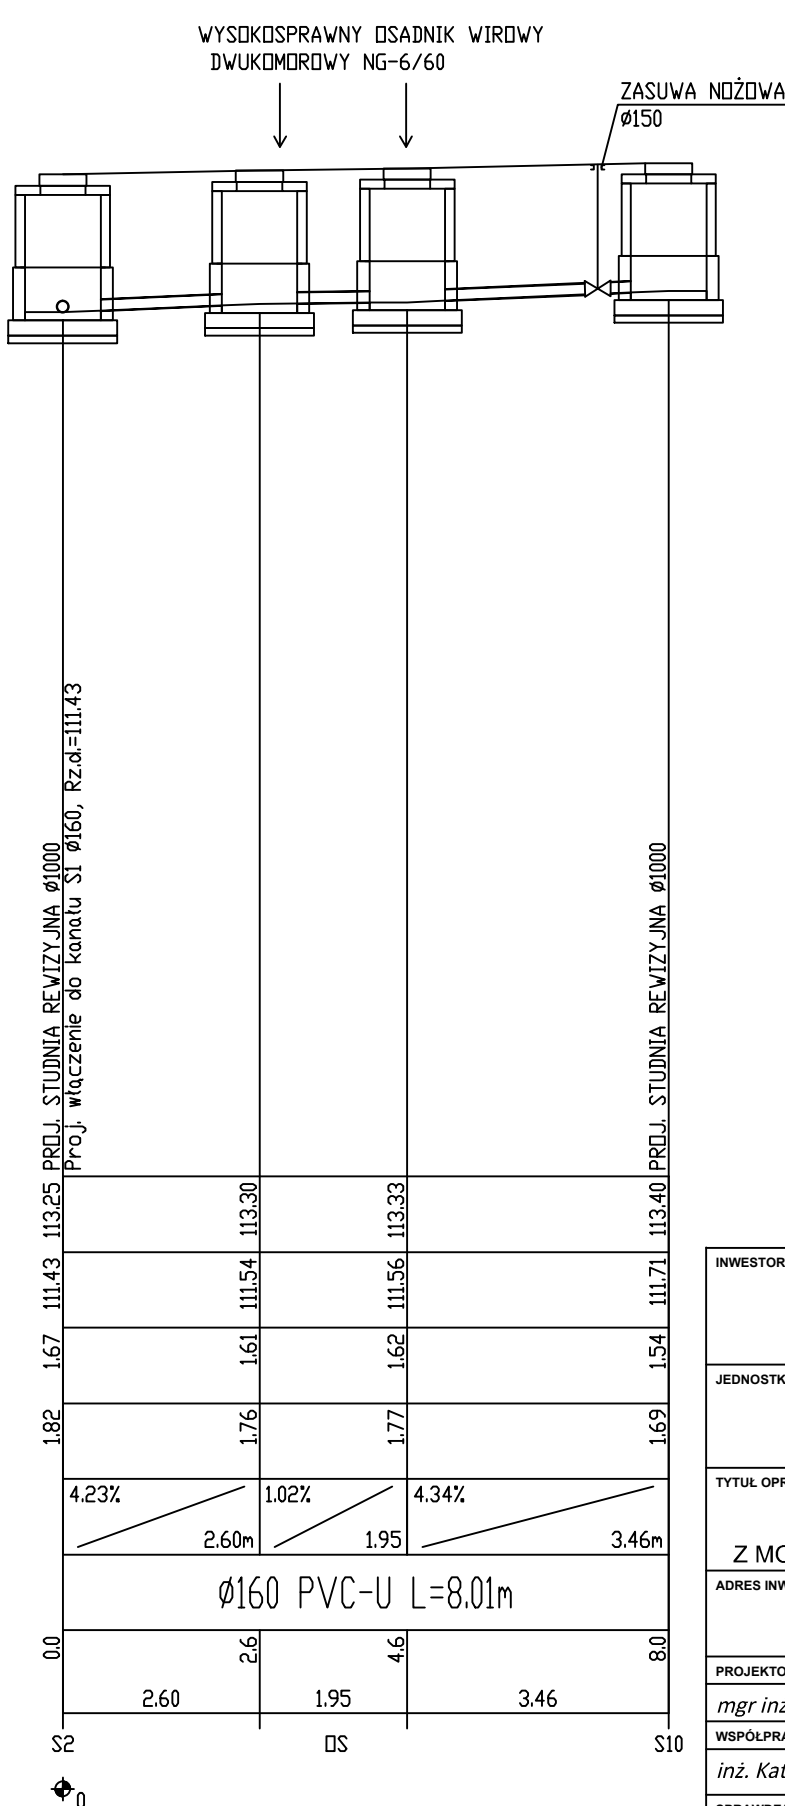 WYSOKOSPRAWNY OSADNIK WIROWY
DWUKOMOROWY NG-6/60
ZASUWA NOŻOWA
Ø150
PROJ. STUDNIA REWIZYJNA Ø1000
Proj. włączenie do kanału S1 Ø160, Rz.d.=111.43
PROJ. STUDNIA REWIZYJNA Ø1000
113.25 113.30 113.33 113.40
111.43 111.54 111.56 111.71
1.67 1.61 1.62 1.54
1.82 1.76 1.77 1.69
4.23% 1.02% 4.34%
2.60m 1.95 3.46m
Ø160 PVC-U L=8.01m
0.0 2.6 4.6 8.0
2.60 1.95 3.46
S2 OS S10
0
INWESTOR
JEDNOSTK
TYTUŁ OPR
Z MO
ADRES INW
PROJEKTO
mgr inż
WSPÓŁPRA
inż. Kat